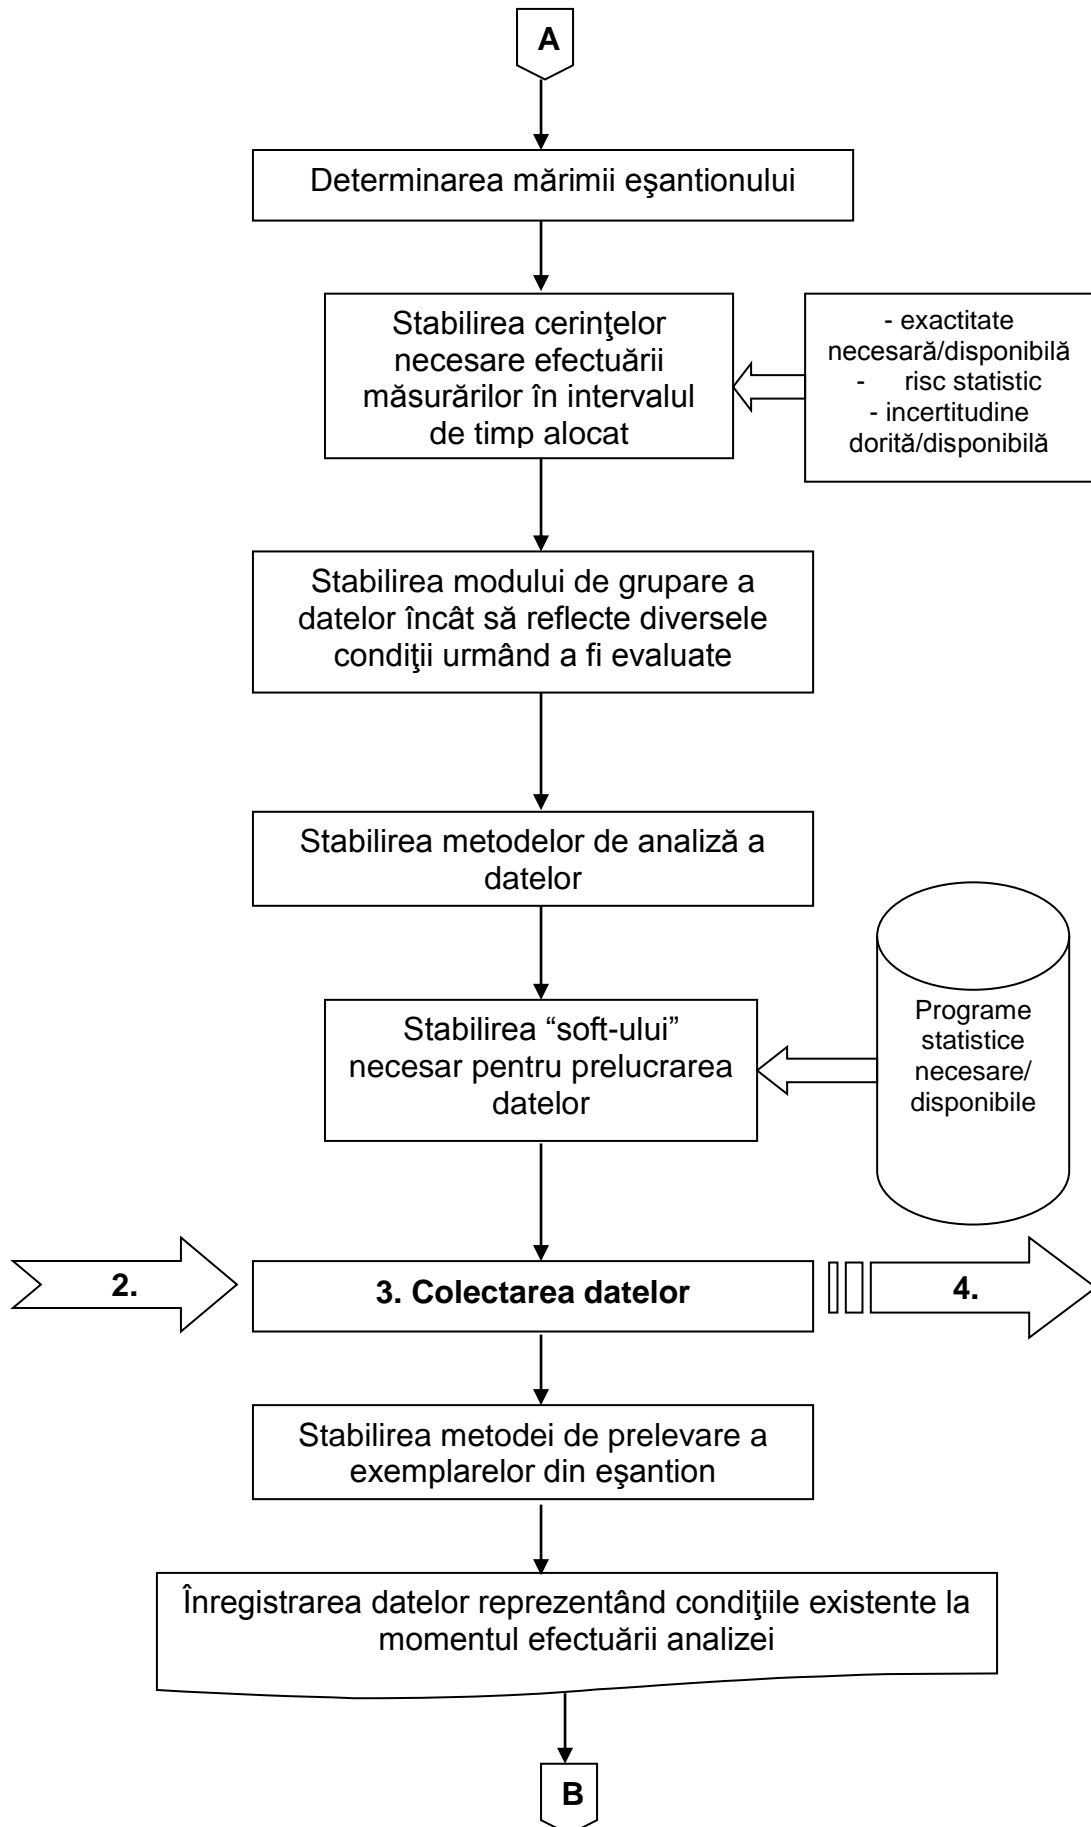 A
Determinarea mărimii eşantionului
Stabilirea cerinţelor
necesare efectuării
măsurărilor în intervalul
de timp alocat
- exactitate
necesară/disponibilă
- risc statistic
- incertitudine
dorită/disponibilă
Stabilirea modului de grupare a
datelor încât să reflecte diversele
condiţii urmând a fi evaluate
Stabilirea metodelor de analiză a
datelor
Stabilirea “soft-ului”
necesar pentru prelucrarea
datelor
Programe
statistice
necesare/
disponibile
2.
3. Colectarea datelor
4.
Stabilirea metodei de prelevare a
exemplarelor din eşantion
Înregistrarea datelor reprezentând condiţiile existente la
momentul efectuării analizei
B